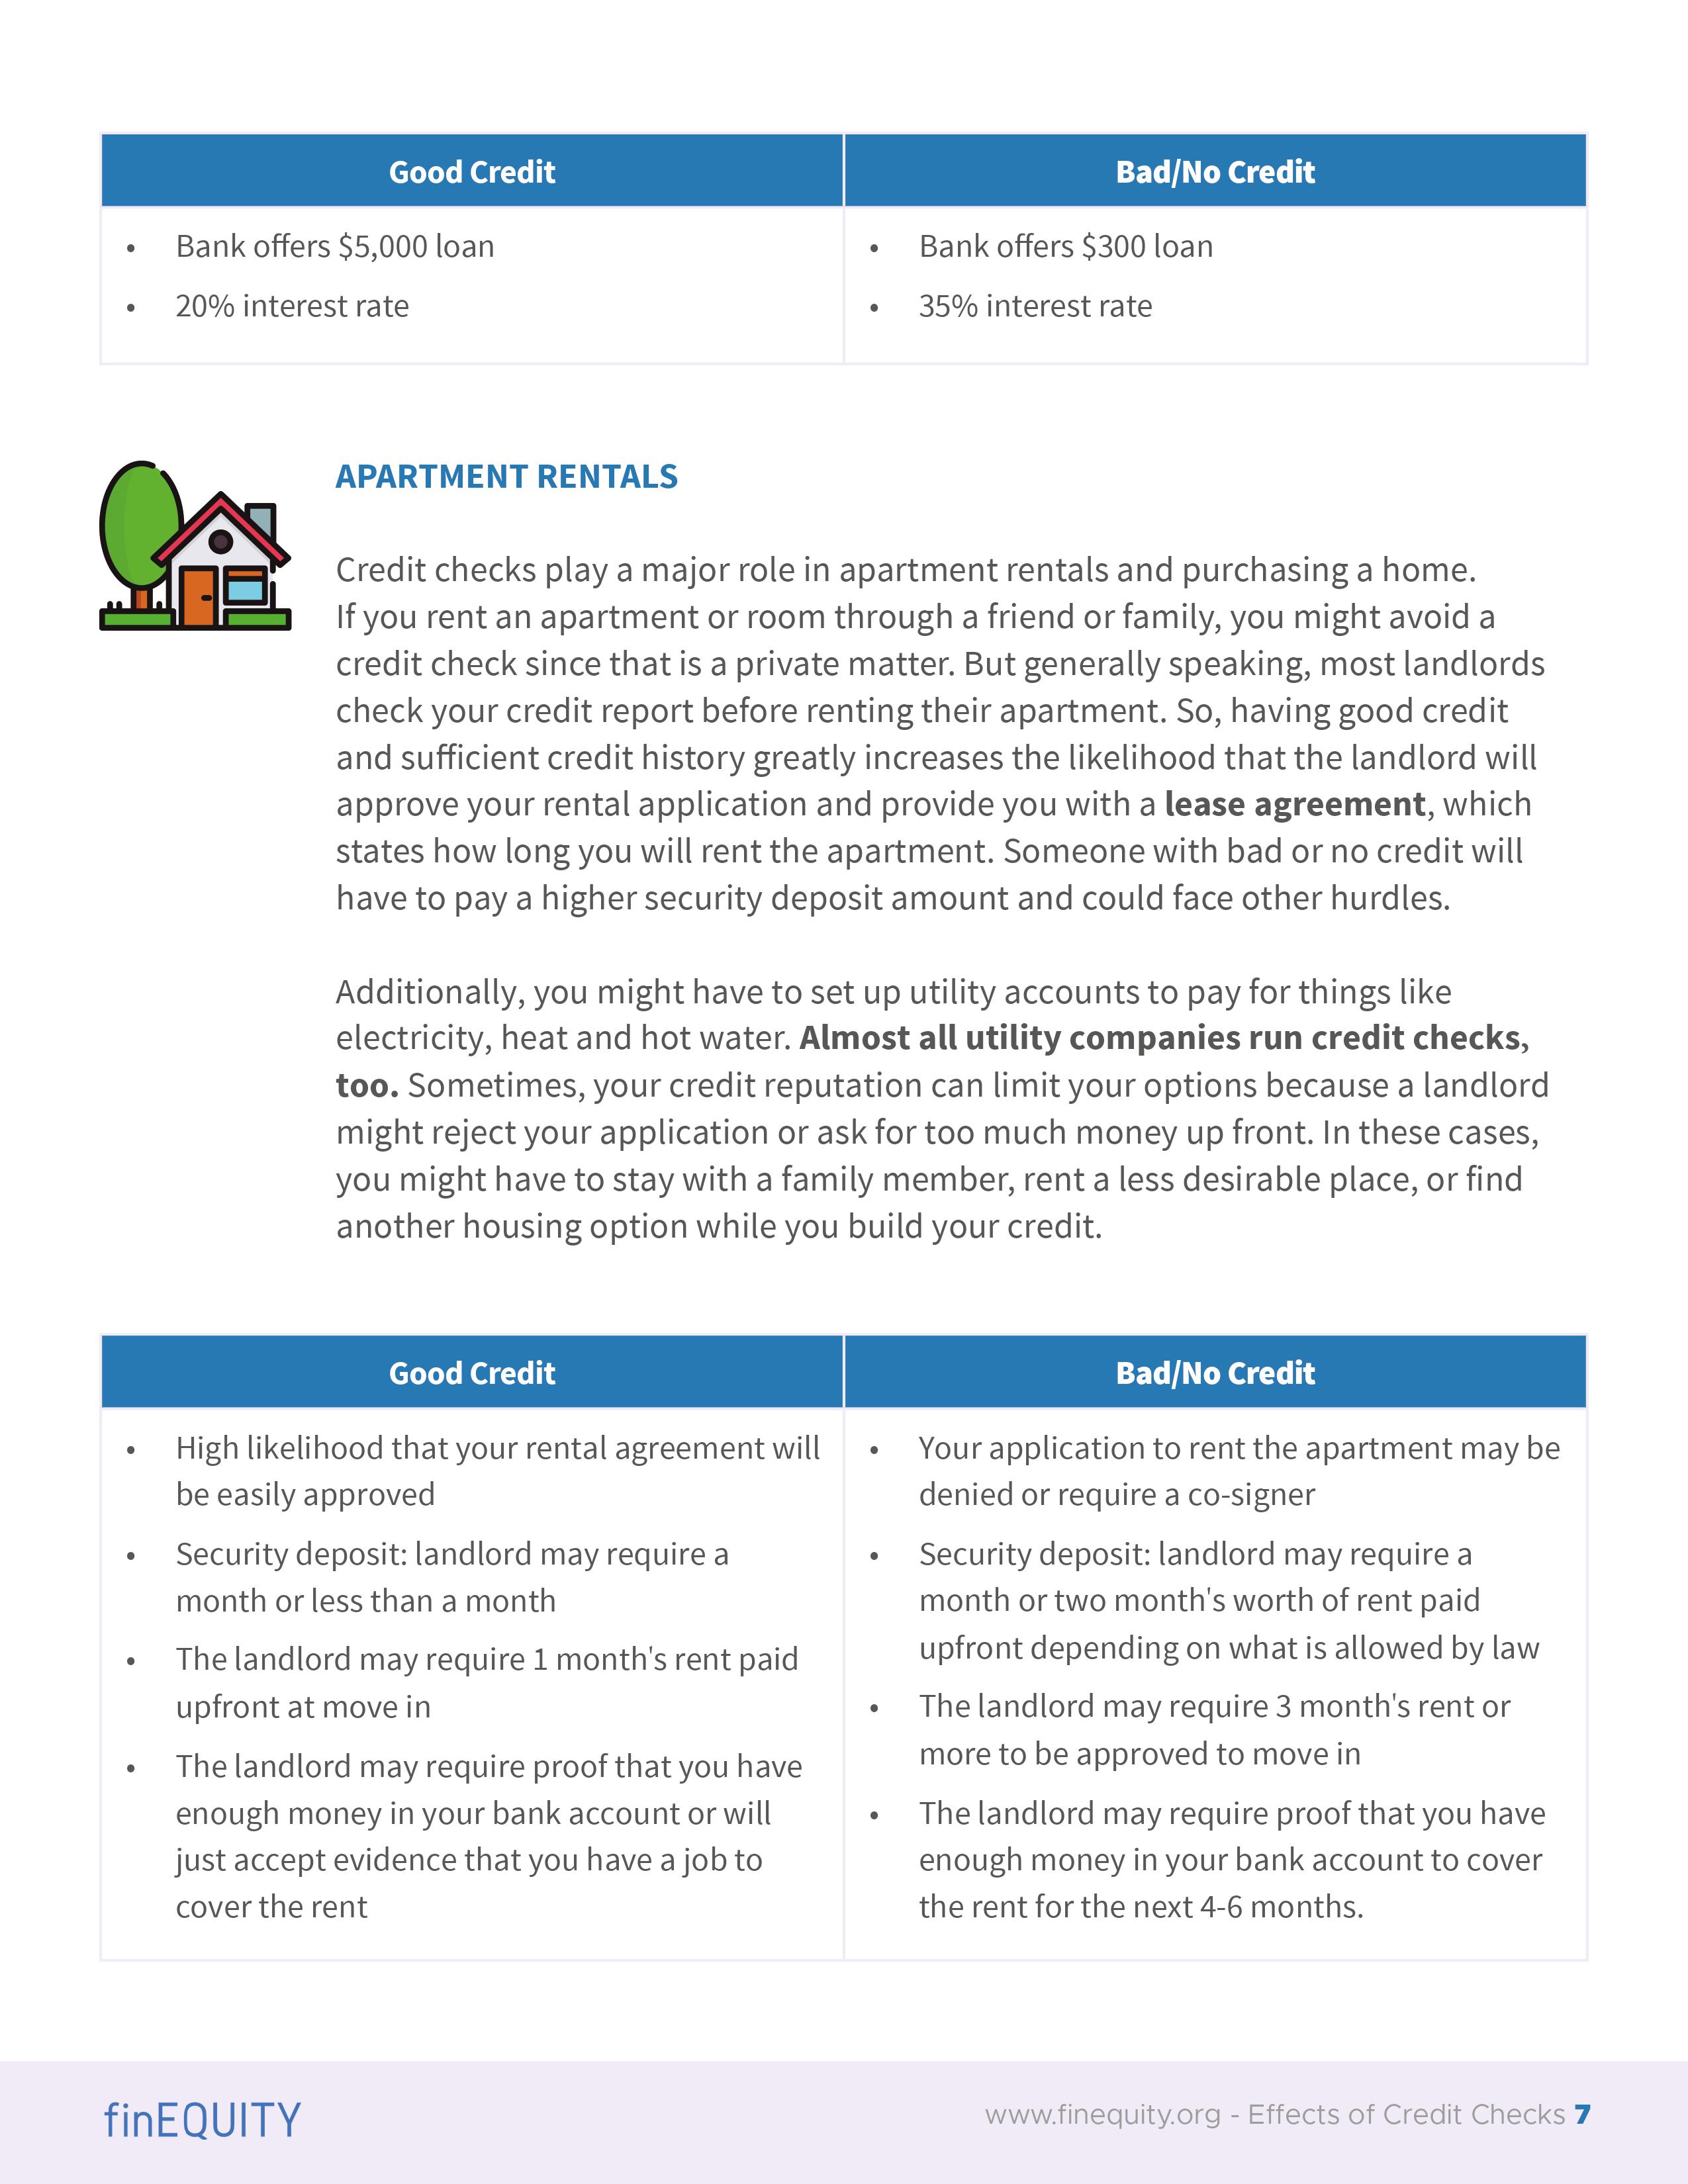 Good Credit
Bad/No Credit
• Bank offers $5,000 loan
• 20% interest rate
• Bank offers $300 loan
• 35% interest rate
APARTMENT RENTALS
Credit checks play a major role in apartment rentals and purchasing a home.
If you rent an apartment or room through a friend or family, you might avoid a
credit check since that is a private matter. But generally speaking, most landlords
check your credit report before renting their apartment. So, having good credit
and sufficient credit history greatly increases the likelihood that the landlord will
approve your rental application and provide you with a lease agreement, which
states how long you will rent the apartment. Someone with bad or no credit will
have to pay a higher security deposit amount and could face other hurdles.
Additionally, you might have to set up utility accounts to pay for things like
electricity, heat and hot water. Almost all utility companies run credit checks,
too. Sometimes, your credit reputation can limit your options because a landlord
might reject your application or ask for too much money up front. In these cases,
you might have to stay with a family member, rent a less desirable place, or find
another housing option while you build your credit.
Good Credit
Bad/No Credit
• High likelihood that your rental agreement will
be easily approved
• Security deposit: landlord may require a
month or less than a month
• The landlord may require 1 month's rent paid
upfront at move in
• The landlord may require proof that you have
enough money in your bank account or will
just accept evidence that you have a job to
cover the rent
• Your application to rent the apartment may be
denied or require a co-signer
• Security deposit: landlord may require a
month or two month's worth of rent paid
upfront depending on what is allowed by law
• The landlord may require 3 month's rent or
more to be approved to move in
• The landlord may require proof that you have
enough money in your bank account to cover
the rent for the next 4-6 months.
finEQUITY
www.finequity.org - Effects of Credit Checks 7